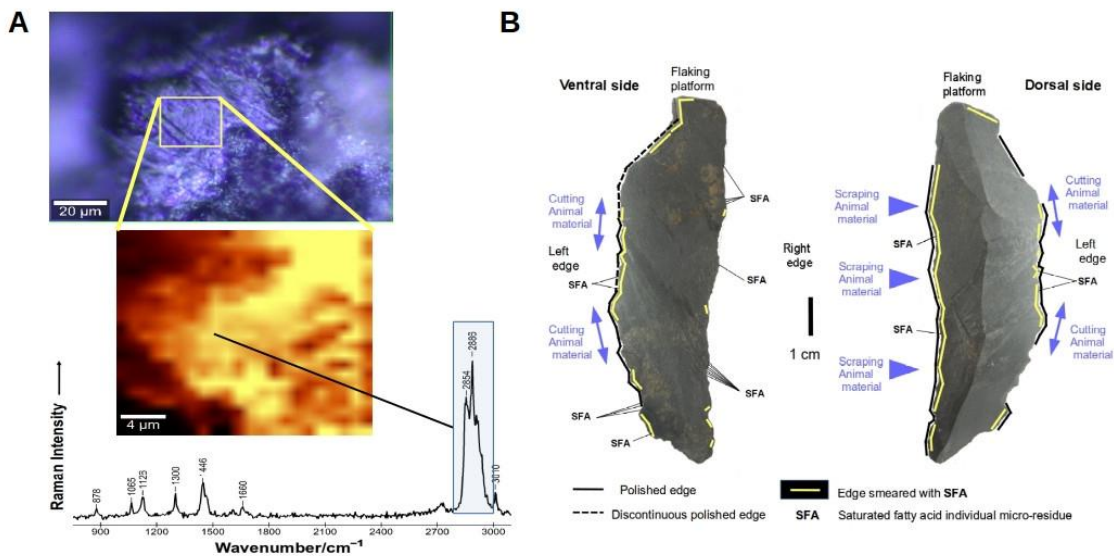 A
20 µm
4 µm
Raman Intensity
878
1065
1128
1300
446
1660
2854
2886
3010
900
1200
1500
1800
2100
2400
2700
3000
Wavenumber/cm⁻¹
B
Ventral side
Flaking
platform
Cutting
Animal
material
Left
edge
SFA
Cutting
Animal
material
SFA
SFA
SFA
SFA
SFA
Right
edge
1 cm
Flaking
platform
Dorsal side
Scraping
Animal
material
SFA
Scraping
Animal
material
SFA
Scraping
Animal
material
Cutting
Animal
material
Left
edge
SFA
Cutting
Animal
material
Polished edge
Discontinuous polished edge
Edge smeared with SFA
SFA Saturated fatty acid individual micro-residue